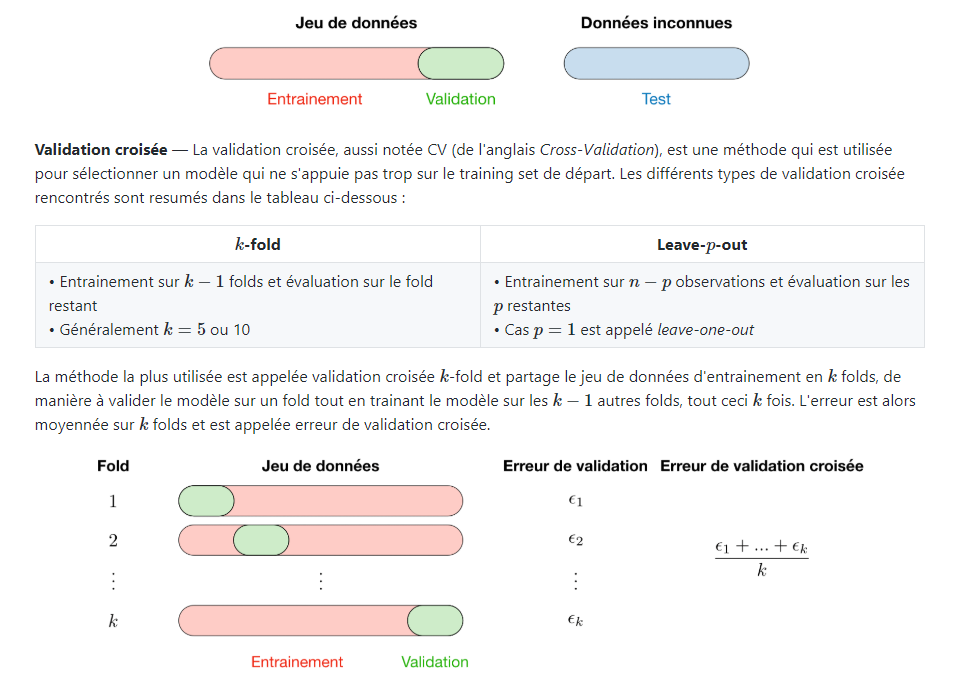 Jeu de données
Données inconnues
Entrainement
Validation
Test
Validation croisée — La validation croisée, aussi notée CV (de l'anglais Cross-Validation), est une méthode qui est utilisée
pour sélectionner un modèle qui ne s'appuie pas trop sur le training set de départ. Les différents types de validation croisée
rencontrés sont resumés dans le tableau ci-dessous :
k-fold
Leave-p-out
• Entrainement sur k − 1 folds et évaluation sur le fold
restant
• Généralement k = 5 ou 10
• Entrainement sur n − p observations et évaluation sur les
p restantes
• Cas p = 1 est appelé leave-one-out
La méthode la plus utilisée est appelée validation croisée k-fold et partage le jeu de données d'entrainement en k folds, de
manière à valider le modèle sur un fold tout en trainant le modèle sur les k − 1 autres folds, tout ceci k fois. L'erreur est alors
moyennée sur k folds et est appelée erreur de validation croisée.
Fold
Jeu de données
Erreur de validation
Erreur de validation croisée
1
ϵ1
2
ϵ2
ϵ1 + ... + ϵk
k
⋮
⋮
⋮
k
ϵk
Entrainement
Validation